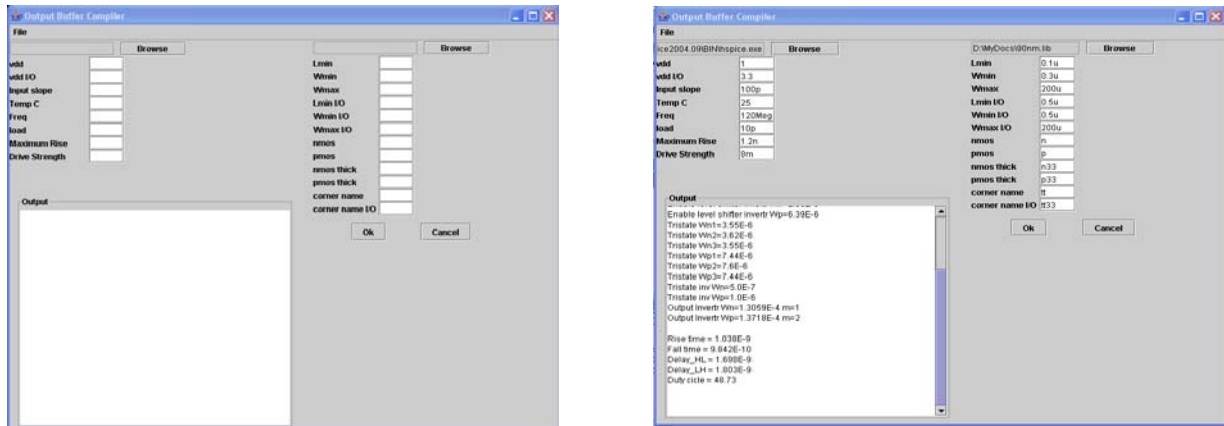 Output Buffer Compiler
File
Browse
Browse
vdd
vdd I/O
Input slope
Temp C
Freq
load
Maximum Rise
Drive Strength
Lmin
Wmin
Wmax
Lmin I/O
Wmin I/O
Wmax I/O
nmos
pmos
nmos thick
pmos thick
corner name
corner name I/O
Output
Ok
Cancel
Output Buffer Compiler
File
ice2004.09\BIN\hspice.exe
Browse
D:\MyDocs\90nm.lib
Browse
vdd 1
vdd I/O 3.3
Input slope 100p
Temp C 25
Freq 120Meg
load 10p
Maximum Rise 1.2n
Drive Strength 8m
Lmin 0.1u
Wmin 0.3u
Wmax 200u
Lmin I/O 0.5u
Wmin I/O 0.5u
Wmax I/O 200u
nmos n
pmos p
nmos thick n33
pmos thick p33
corner name tt
corner name I/O tt33
Ok
Cancel
Output
Enable level shifter invertr Wp=6.39E-6
Tristate Wn1=3.55E-6
Tristate Wn2=3.62E-6
Tristate Wn3=3.55E-6
Tristate Wp1=7.44E-6
Tristate Wp2=7.6E-6
Tristate Wp3=7.44E-6
Tristate inv Wn=5.0E-7
Tristate inv Wp=1.0E-6
Output Invertr Wn=1.3059E-4 m=1
Output Invertr Wp=1.3718E-4 m=2
Rise time = 1.038E-9
Fall time = 9.842E-10
Delay_HL = 1.698E-9
Delay_LH = 1.803E-9
Duty cicle = 48.73